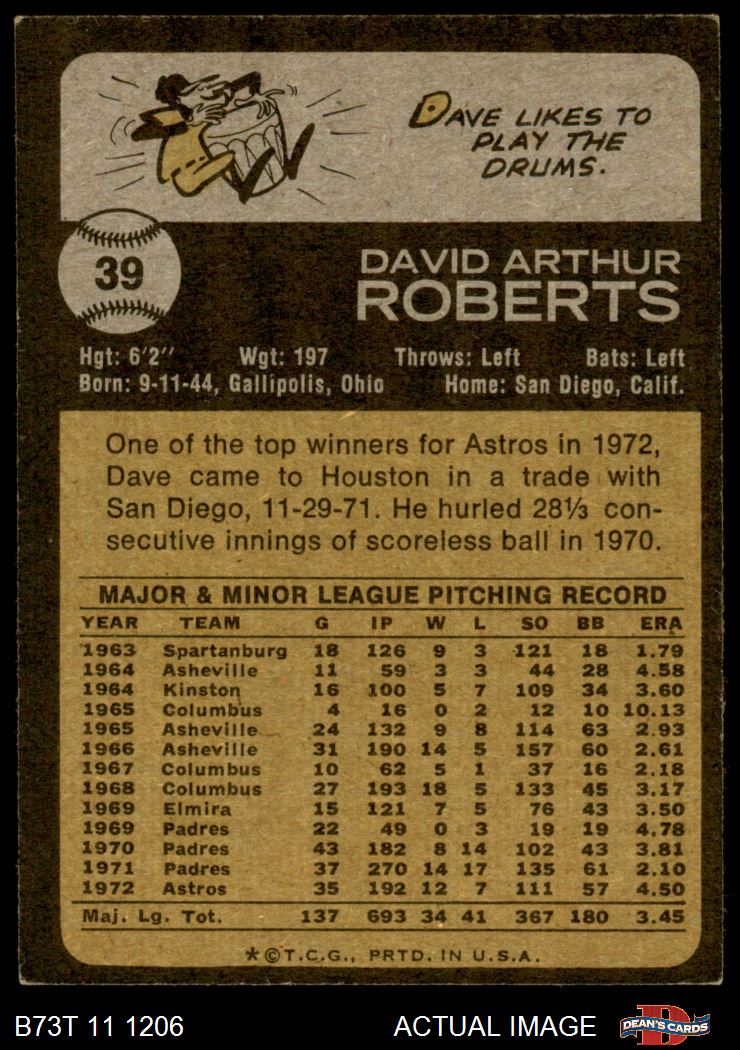 DAVE LIKES TO
PLAY THE
DRUMS.
39
DAVID ARTHUR
ROBERTS
Hgt: 6'2" Wgt: 197 Throws: Left Bats: Left
Born: 9-11-44, Gallipolis, Ohio Home: San Diego, Calif.
One of the top winners for Astros in 1972,
Dave came to Houston in a trade with
San Diego, 11-29-71. He hurled 28⅓ con-
secutive innings of scoreless ball in 1970.
MAJOR & MINOR LEAGUE PITCHING RECORD
YEAR TEAM G IP W L SO BB ERA
1963 Spartanburg 18 126 9 3 121 18 1.79
1964 Asheville 11 59 3 3 44 28 4.58
1964 Kinston 16 100 5 7 109 34 3.60
1965 Columbus 4 16 0 2 12 10 10.13
1965 Asheville 24 132 9 8 114 63 2.93
1966 Asheville 31 190 14 5 157 60 2.61
1967 Columbus 10 62 5 1 37 16 2.18
1968 Columbus 27 193 18 5 133 45 3.17
1969 Elmira 15 121 7 5 76 43 3.50
1969 Padres 22 49 0 3 19 19 4.78
1970 Padres 43 182 8 14 102 43 3.81
1971 Padres 37 270 14 17 135 61 2.10
1972 Astros 35 192 12 7 111 57 4.50
Maj. Lg. Tot. 137 693 34 41 367 180 3.45
*©T.C.G., PRTD. IN U.S.A.
B73T 11 1206 ACTUAL IMAGE D DEAN'S CARDS